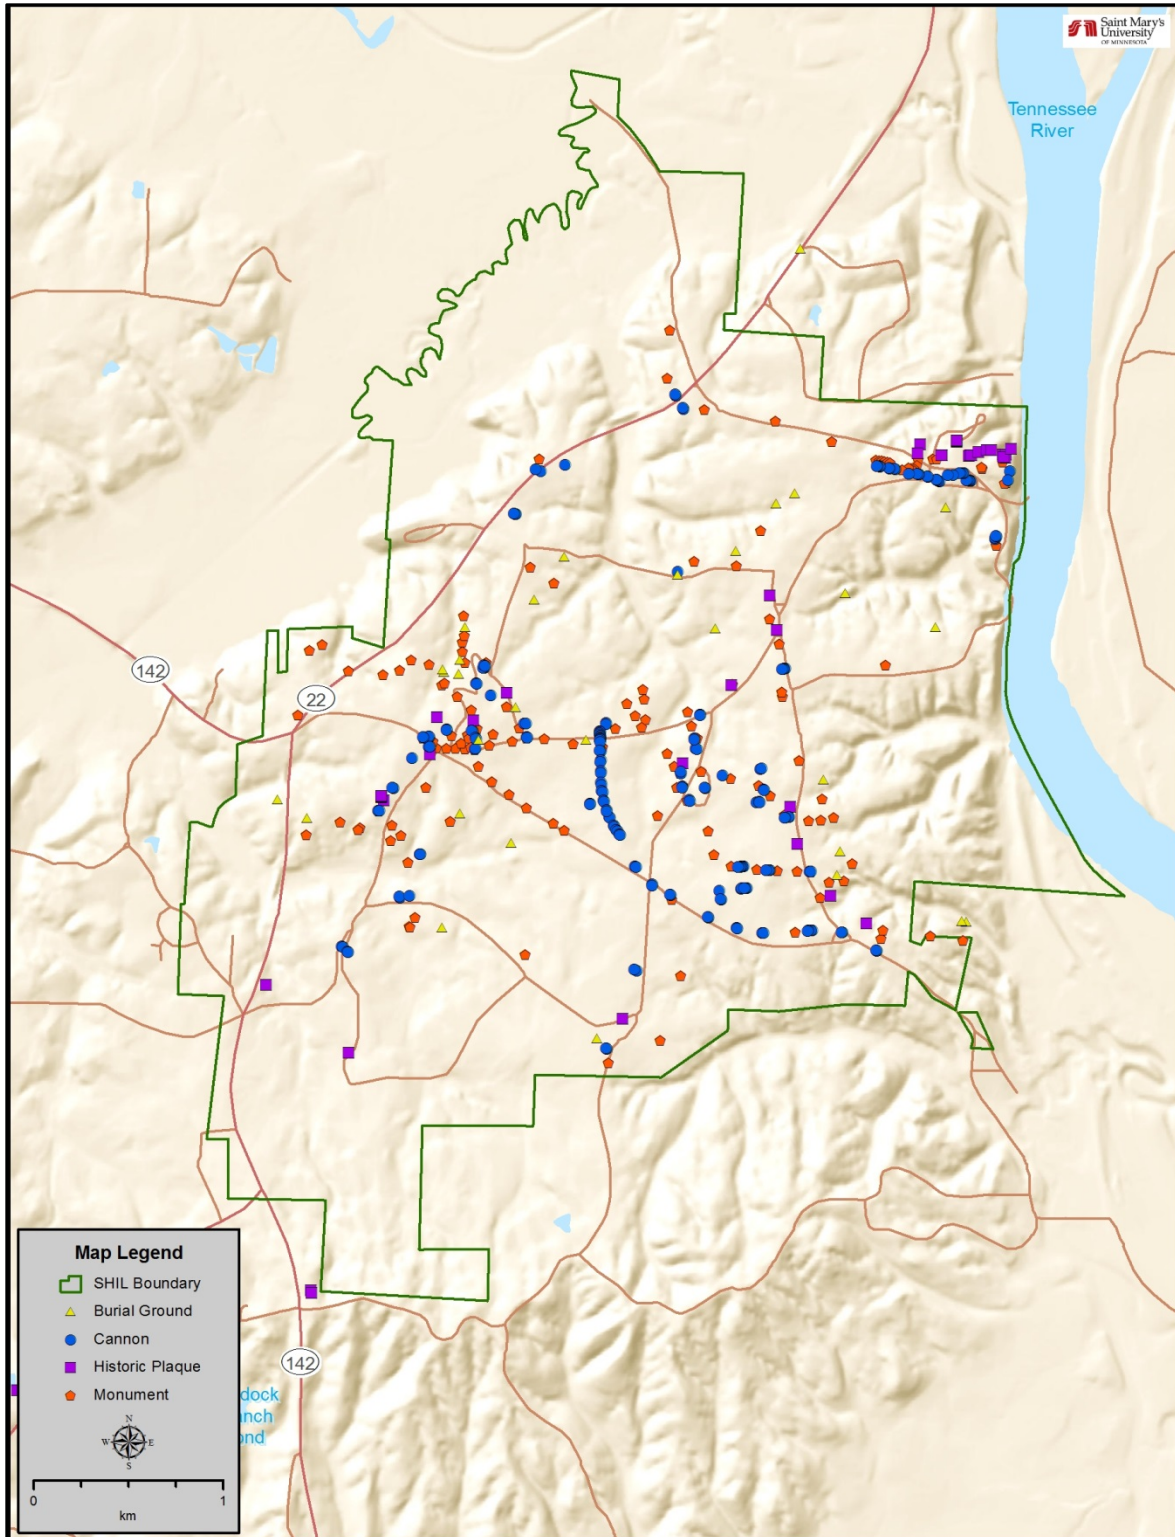 Saint Mary's
University
OF MINNESOTA
Tennessee
River
142
22
Map Legend
SHIL Boundary
Burial Ground
Cannon
Historic Plaque
Monument
N
W E
S
0 1
km
142
dock
nch
ond